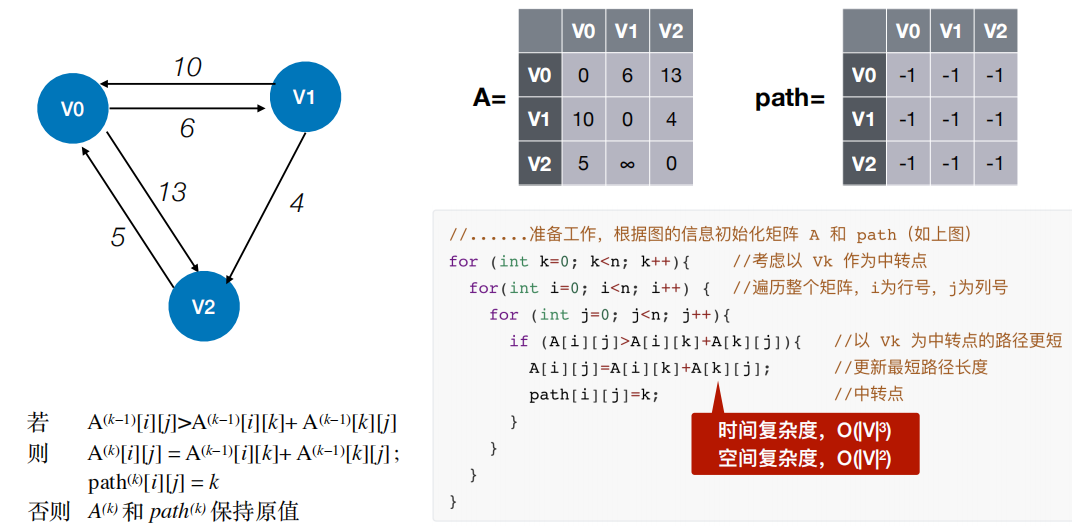 10
V0
V1
6
13
4
5
V2
A=
V0 V1 V2
V0 0 6 13
V1 10 0 4
V2 5 ∞ 0
path=
V0 V1 V2
V0 -1 -1 -1
V1 -1 -1 -1
V2 -1 -1 -1
//......准备工作，根据图的信息初始化矩阵 A 和 path（如上图）
for (int k=0; k<n; k++){ //考虑以 Vk 作为中转点
for(int i=0; i<n; i++) { //遍历整个矩阵，i为行号，j为列号
for (int j=0; j<n; j++){
if (A[i][j]>A[i][k]+A[k][j]){ //以 Vk 为中转点的路径更短
A[i][j]=A[i][k]+A[k][j]; //更新最短路径长度
path[i][j]=k; //中转点
}
}
}
}
时间复杂度，O(|V|³)
空间复杂度，O(|V|²)
若 A⁽ᵏ⁻¹⁾[i][j]>A⁽ᵏ⁻¹⁾[i][k]+ A⁽ᵏ⁻¹⁾[k][j]
则 A⁽ᵏ⁾[i][j] = A⁽ᵏ⁻¹⁾[i][k]+ A⁽ᵏ⁻¹⁾[k][j];
path⁽ᵏ⁾[i][j] = k
否则 A⁽ᵏ⁾ 和 path⁽ᵏ⁾ 保持原值